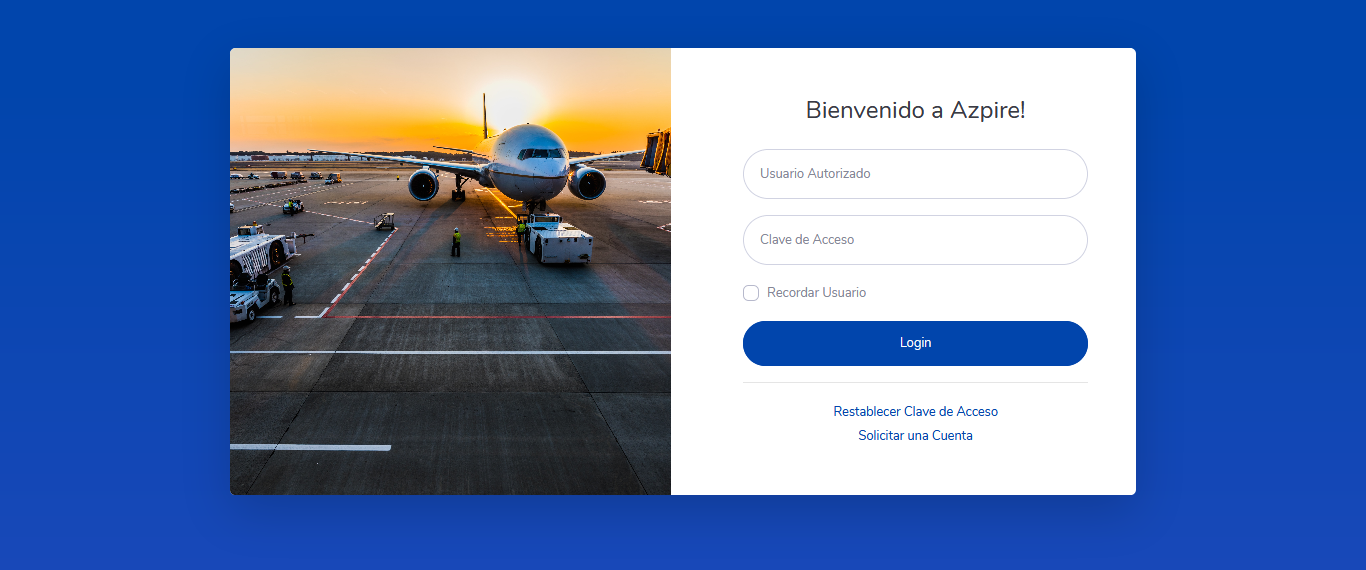 Bienvenido a Azpire!
Usuario Autorizado
Clave de Acceso
Recordar Usuario
Login
Restablecer Clave de Acceso
Solicitar una Cuenta